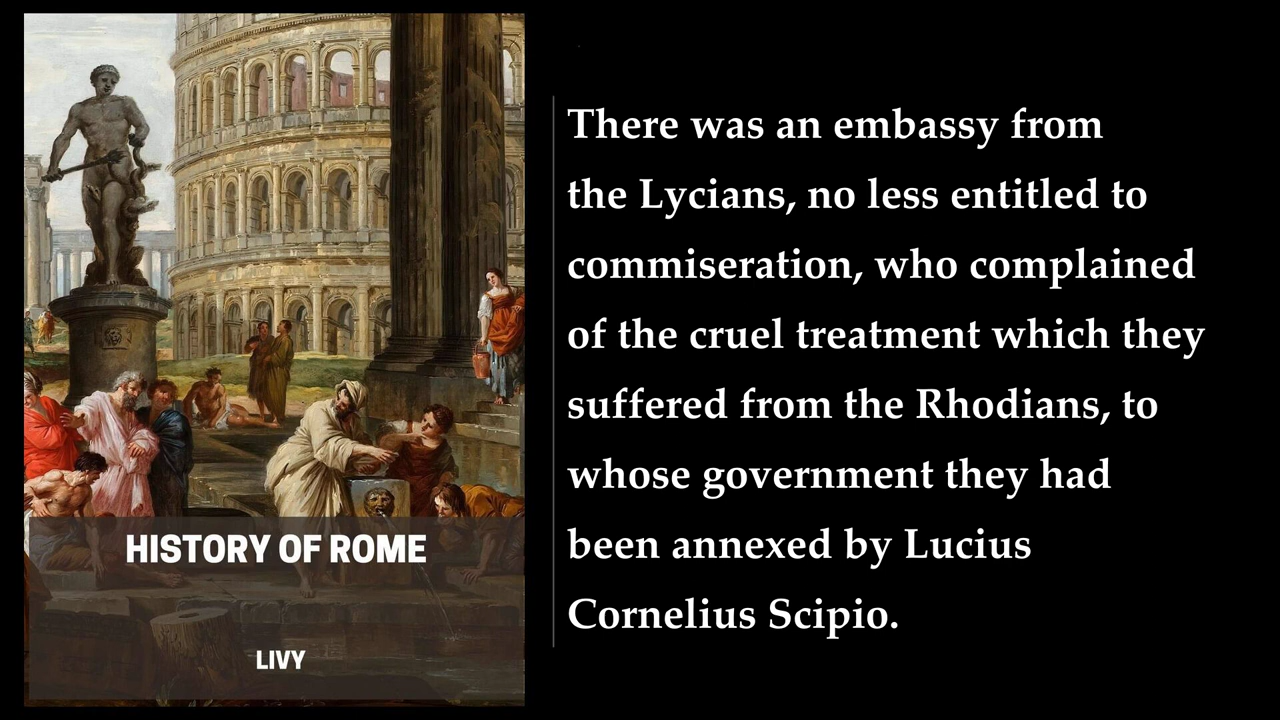 HISTORY OF ROME
LIVY
There was an embassy from
the Lycians, no less entitled to
commiseration, who complained
of the cruel treatment which they
suffered from the Rhodians, to
whose government they had
been annexed by Lucius
Cornelius Scipio.